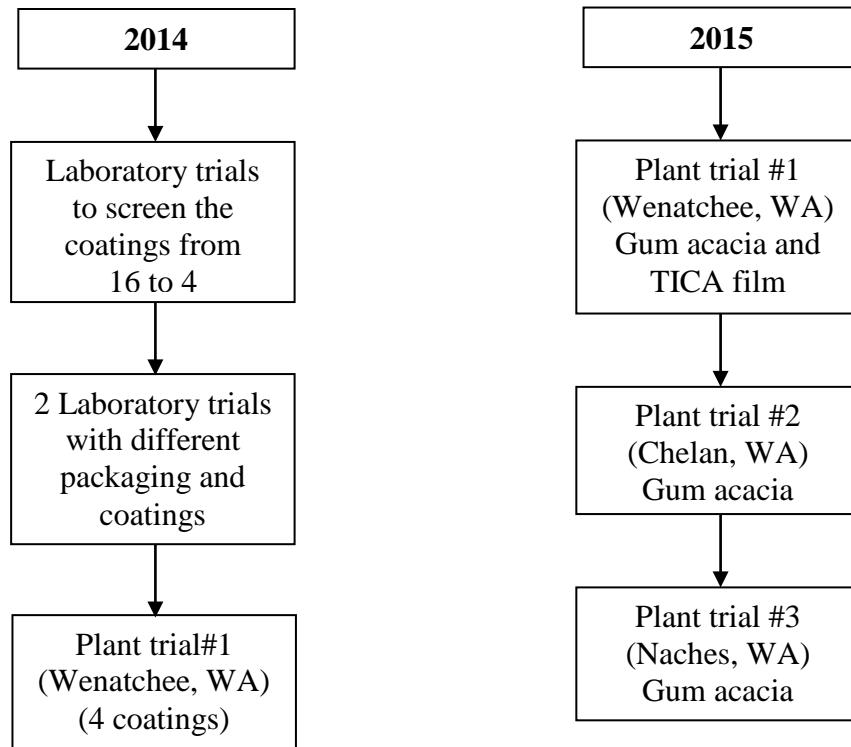 2014
Laboratory trials
to screen the
coatings from
16 to 4
2 Laboratory trials
with different
packaging and
coatings
Plant trial#1
(Wenatchee, WA)
(4 coatings)
2015
Plant trial #1
(Wenatchee, WA)
Gum acacia and
TICA film
Plant trial #2
(Chelan, WA)
Gum acacia
Plant trial #3
(Naches, WA)
Gum acacia